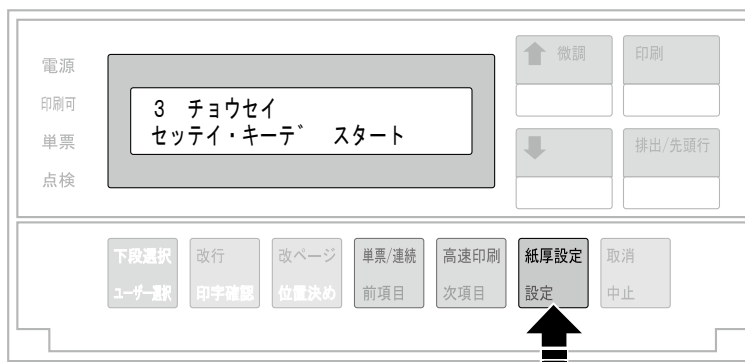 電源
印刷可
単票
点検
3 チョウセイ
セッテイ・キーデ゛ スタート
微調
印刷
排出/先頭行
下段選択
ユーザー選択
改行
印字確認
改ページ
位置決め
単票/連続
前項目
高速印刷
次項目
紙厚設定
設定
取消
中止